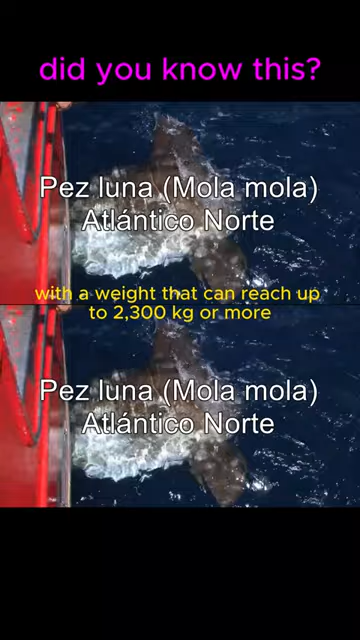 did you know this?
Pez luna (Mola mola)
Atlántico Norte
with a weight that can reach up
to 2,300 kg or more
Pez luna (Mola mola)
Atlántico Norte